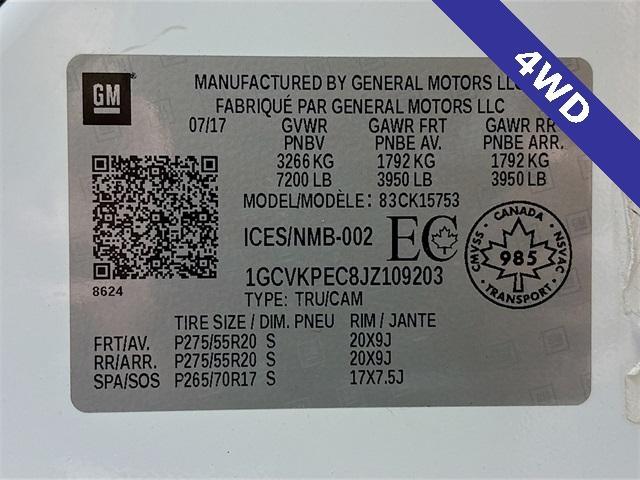 4WD
GM
MANUFACTURED BY GENERAL MOTORS LLC
FABRIQUÉ PAR GENERAL MOTORS LLC
07/17 GVWR GAWR FRT GAWR RR
PNBV PNBE AV. PNBE ARR.
3266 KG 1792 KG 1792 KG
7200 LB 3950 LB 3950 LB
MODEL/MODÈLE: 83CK15753
ICES/NMB-002 EC
CANADA
CMVSS 985 NSVAC
TRANSPORT
1GCVKPEC8JZ109203
8624
TYPE: TRU/CAM
TIRE SIZE / DIM. PNEU RIM / JANTE
FRT/AV. P275/55R20 S 20X9J
RR/ARR. P275/55R20 S 20X9J
SPA/SOS P265/70R17 S 17X7.5J